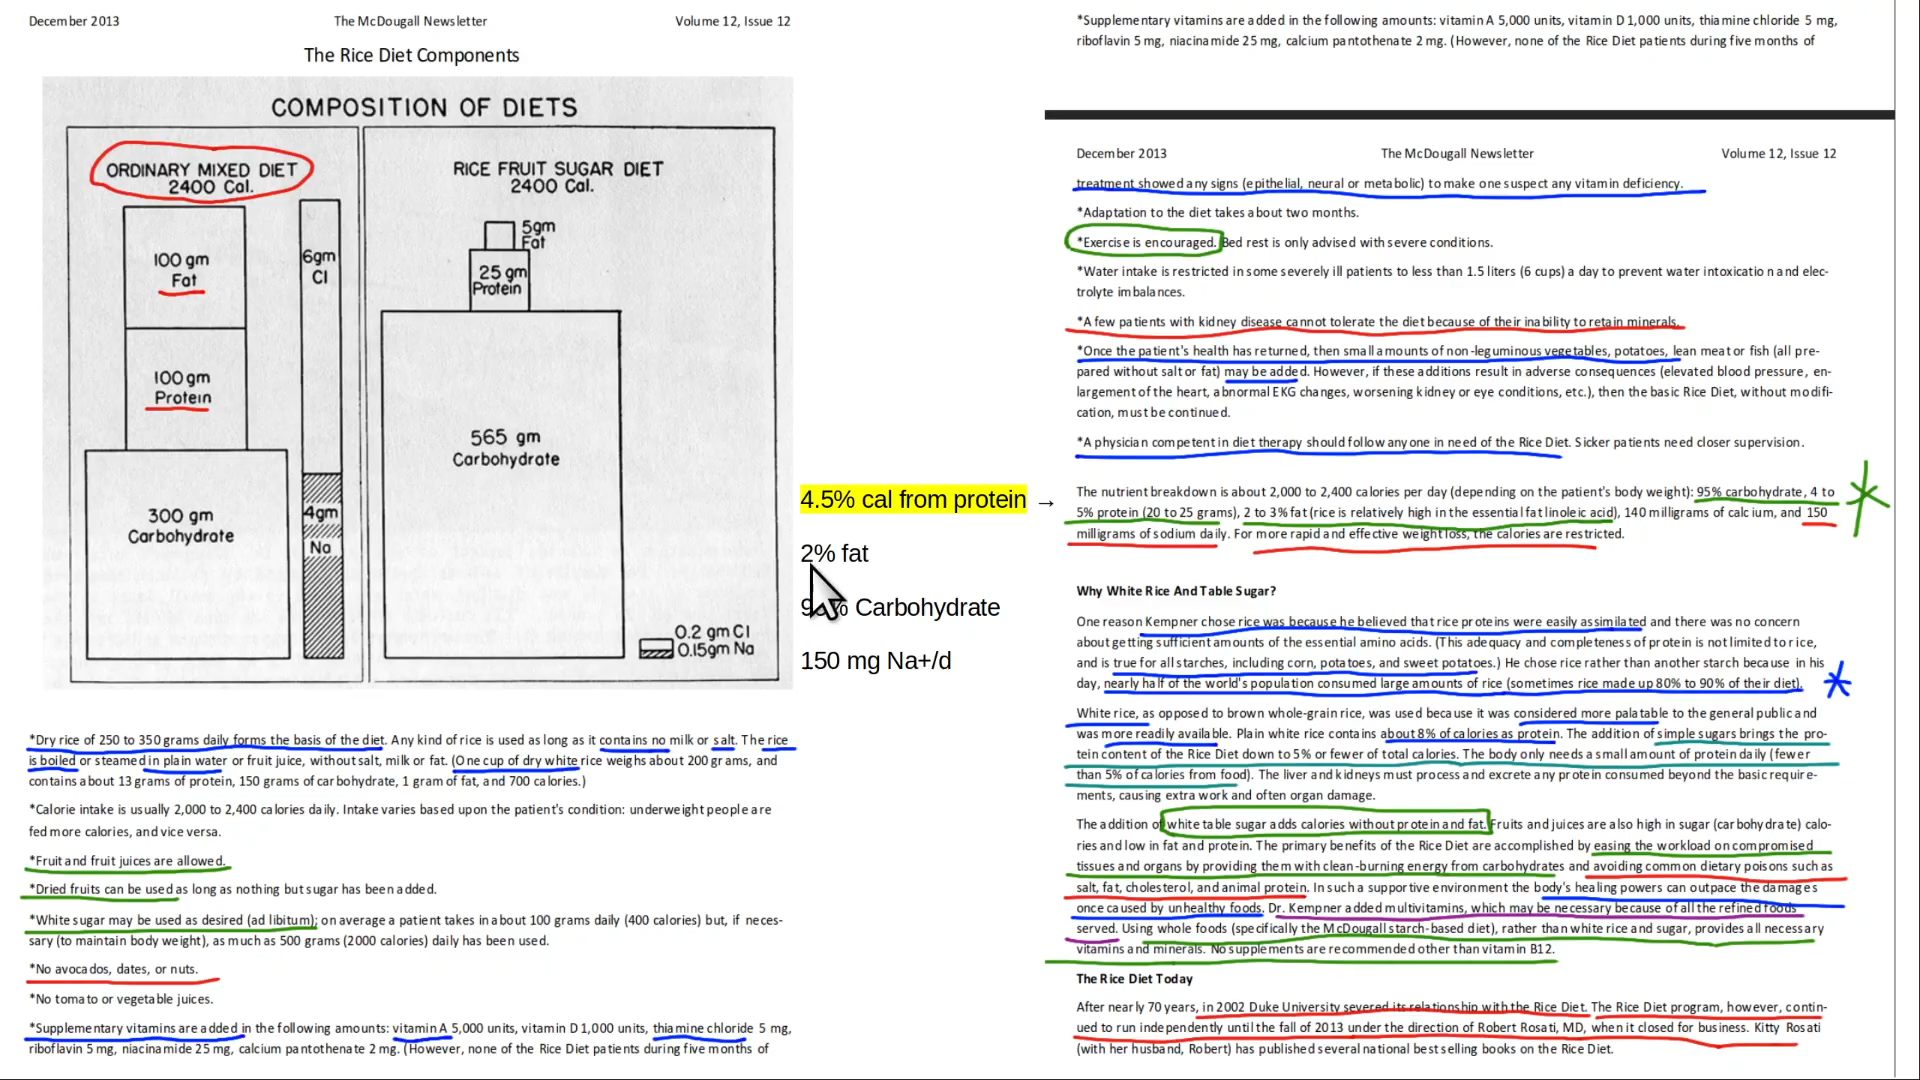 December 2013 The McDougall Newsletter Volume 12, Issue 12
The Rice Diet Components
COMPOSITION OF DIETS
ORDINARY MIXED DIET
2400 Cal.
100 gm
Fat
100 gm
Protein
300 gm
Carbohydrate
6gm
Cl
4gm
Na
RICE FRUIT SUGAR DIET
2400 Cal.
5gm
Fat
25 gm
Protein
565 gm
Carbohydrate
0.2 gm Cl
0.15gm Na
*Dry rice of 250 to 350 grams daily forms the basis of the diet. Any kind of rice is used as long as it contains no milk or salt. The rice
is boiled or steamed in plain water or fruit juice, without salt, milk or fat. (One cup of dry white rice weighs about 200 grams, and
contains about 13 grams of protein, 150 grams of carbohydrate, 1 gram of fat, and 700 calories.)
*Calorie intake is usually 2,000 to 2,400 calories daily. Intake varies based upon the patient's condition: underweight people are
fed more calories, and vice versa.
*Fruit and fruit juices are allowed.
*Dried fruits can be used as long as nothing but sugar has been added.
*White sugar may be used as desired (ad libitum); on average a patient takes in about 100 grams daily (400 calories) but, if neces-
sary (to maintain body weight), as much as 500 grams (2000 calories) daily has been used.
*No avocados, dates, or nuts.
*No tomato or vegetable juices.
*Supplementary vitamins are added in the following amounts: vitamin A 5,000 units, vitamin D 1,000 units, thiamine chloride 5 mg,
riboflavin 5 mg, niacinamide 25 mg, calcium pantothenate 2 mg. (However, none of the Rice Diet patients during five months of
4.5% cal from protein →
2% fat
Carbohydrate
150 mg Na+/d
*Supplementary vitamins are added in the following amounts: vitamin A 5,000 units, vitamin D 1,000 units, thiamine chloride 5 mg,
riboflavin 5 mg, niacinamide 25 mg, calcium pantothenate 2 mg. (However, none of the Rice Diet patients during five months of
December 2013 The McDougall Newsletter Volume 12, Issue 12
treatment showed any signs (epithelial, neural or metabolic) to make one suspect any vitamin deficiency.
*Adaptation to the diet takes about two months.
*Exercise is encouraged. Bed rest is only advised with severe conditions.
*Water intake is restricted in some severely ill patients to less than 1.5 liters (6 cups) a day to prevent water intoxication and elec-
trolyte imbalances.
*A few patients with kidney disease cannot tolerate the diet because of their inability to retain minerals.
*Once the patient's health has returned, then small amounts of non-leguminous vegetables, potatoes, lean meat or fish (all pre-
pared without salt or fat) may be added. However, if these additions result in adverse consequences (elevated blood pressure, en-
largement of the heart, abnormal EKG changes, worsening kidney or eye conditions, etc.), then the basic Rice Diet, without modifi-
cation, must be continued.
*A physician competent in diet therapy should follow anyone in need of the Rice Diet. Sicker patients need closer supervision.
The nutrient breakdown is about 2,000 to 2,400 calories per day (depending on the patient's body weight): 95% carbohydrate, 4 to
5% protein (20 to 25 grams), 2 to 3% fat (rice is relatively high in the essential fat linoleic acid), 140 milligrams of calcium, and 150
milligrams of sodium daily. For more rapid and effective weight loss, the calories are restricted.
Why White Rice And Table Sugar?
One reason Kempner chose rice was because he believed that rice proteins were easily assimilated and there was no concern
about getting sufficient amounts of the essential amino acids. (This adequacy and completeness of protein is not limited to rice,
and is true for all starches, including corn, potatoes, and sweet potatoes.) He chose rice rather than another starch because in his
day, nearly half of the world's population consumed large amounts of rice (sometimes rice made up 80% to 90% of their diet).
White rice, as opposed to brown whole-grain rice, was used because it was considered more palatable to the general public and
was more readily available. Plain white rice contains about 8% of calories as protein. The addition of simple sugars brings the pro-
tein content of the Rice Diet down to 5% or fewer of total calories. The body only needs a small amount of protein daily (fewer
than 5% of calories from food). The liver and kidneys must process and excrete any protein consumed beyond the basic require-
ments, causing extra work and often organ damage.
The addition of white table sugar adds calories without protein and fat. Fruits and juices are also high in sugar (carbohydrate) calo-
ries and low in fat and protein. The primary benefits of the Rice Diet are accomplished by easing the workload on compromised
tissues and organs by providing them with clean-burning energy from carbohydrates and avoiding common dietary poisons such as
salt, fat, cholesterol, and animal protein. In such a supportive environment the body's healing powers can outpace the damages
once caused by unhealthy foods. Dr. Kempner added multivitamins, which may be necessary because of all the refined foods
served. Using whole foods (specifically the McDougall starch-based diet), rather than white rice and sugar, provides all necessary
vitamins and minerals. No supplements are recommended other than vitamin B12.
The Rice Diet Today
After nearly 70 years, in 2002 Duke University severed its relationship with the Rice Diet. The Rice Diet program, however, contin-
ued to run independently until the fall of 2013 under the direction of Robert Rosati, MD, when it closed for business. Kitty Rosati
(with her husband, Robert) has published several national best selling books on the Rice Diet.